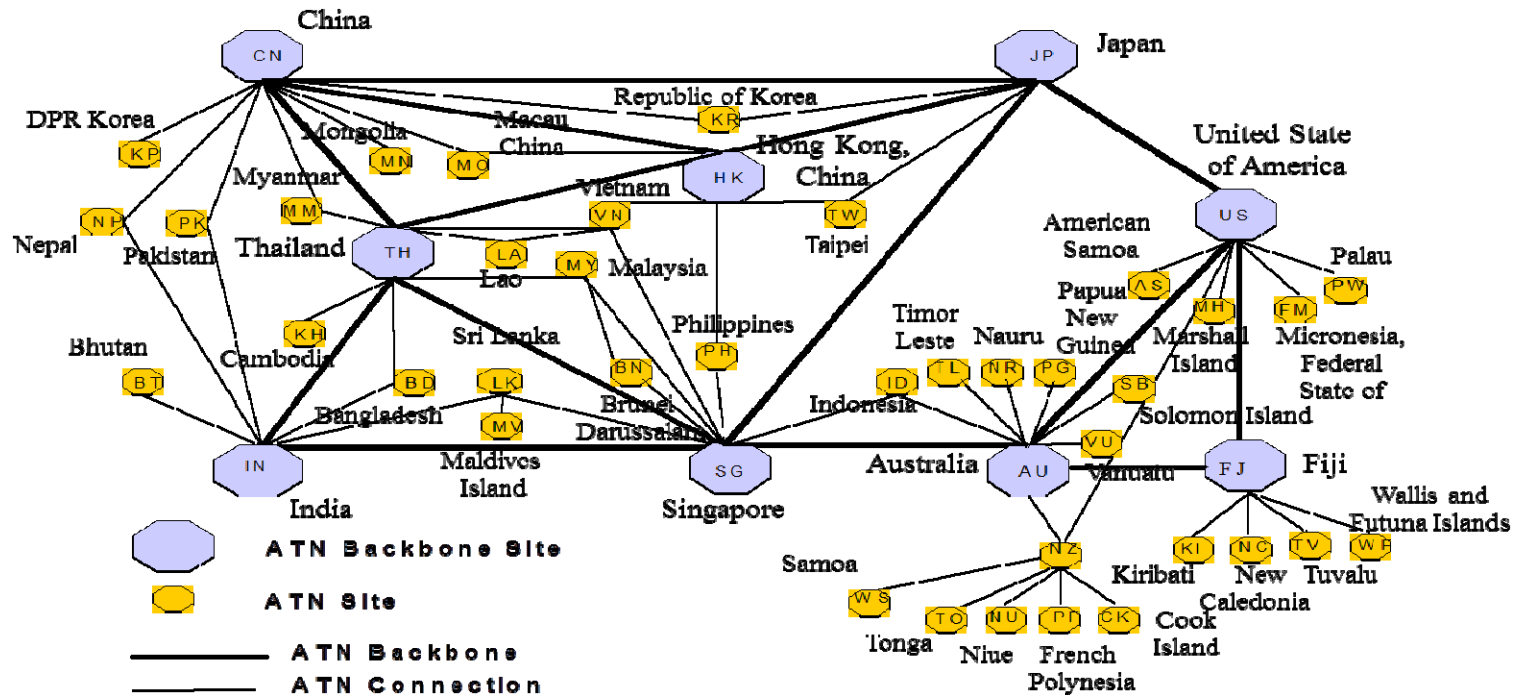 China
CN
JP
Japan
Republic of Korea
KR
DPR Korea
KP
Mongolla
MN
Macau
China
MO
Hong Kong,
China
HK
United State
of America
US
Myanmar
MM
Vietnam
VN
TW
Taipei
American
Samoa
AS
Palau
PW
NP
Nepal
PK
Pakistan
Thailand
TH
LA
Lao
MY
Malaysia
Papua
New
Guinea
MH
Marshall
Island
FM
Micronesia,
Federal
State of
KH
Cambodia
Sri Lanka
Philippines
PH
Timor
Leste
Nauru
TL
NR
PG
Bhutan
BT
BD
Bangladesh
LK
BN
Brunei
Darussalam
ID
Indonesia
SB
Solomon Island
MV
Maldives
Island
IN
India
SG
Singapore
Australia
AU
VU
Vanuatu
FJ
Fiji
Wallis and
Futuna Islands
ATN Backbone Site
ATN Site
ATN Backbone
ATN Connection
Samoa
WS
NZ
KI
NC
TV
WF
Kiribati
New
Caledonia
Tuvalu
TO
NU
CK
Tonga
Niue
French
Polynesia
Cook
Island